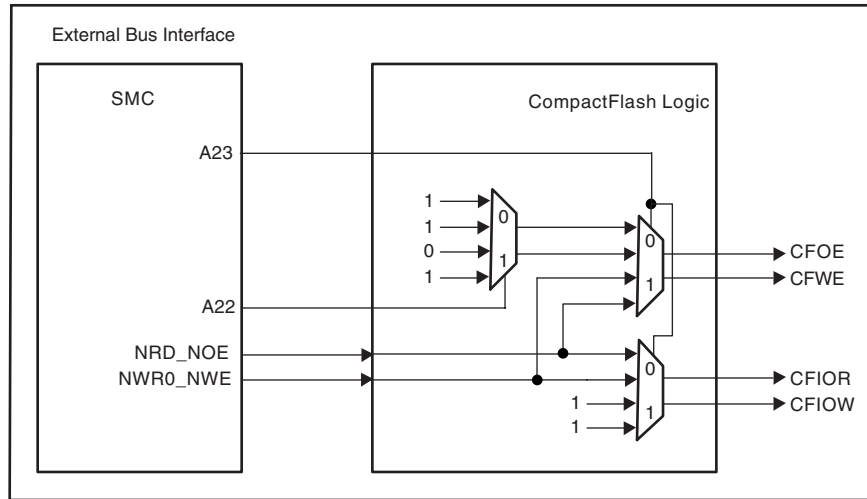 External Bus Interface
SMC
CompactFlash Logic
A23
1
1
0
1
0
1
0
1
CFOE
CFWE
A22
NRD_NOE
NWR0_NWE
1
1
0
1
CFIOR
CFIOW